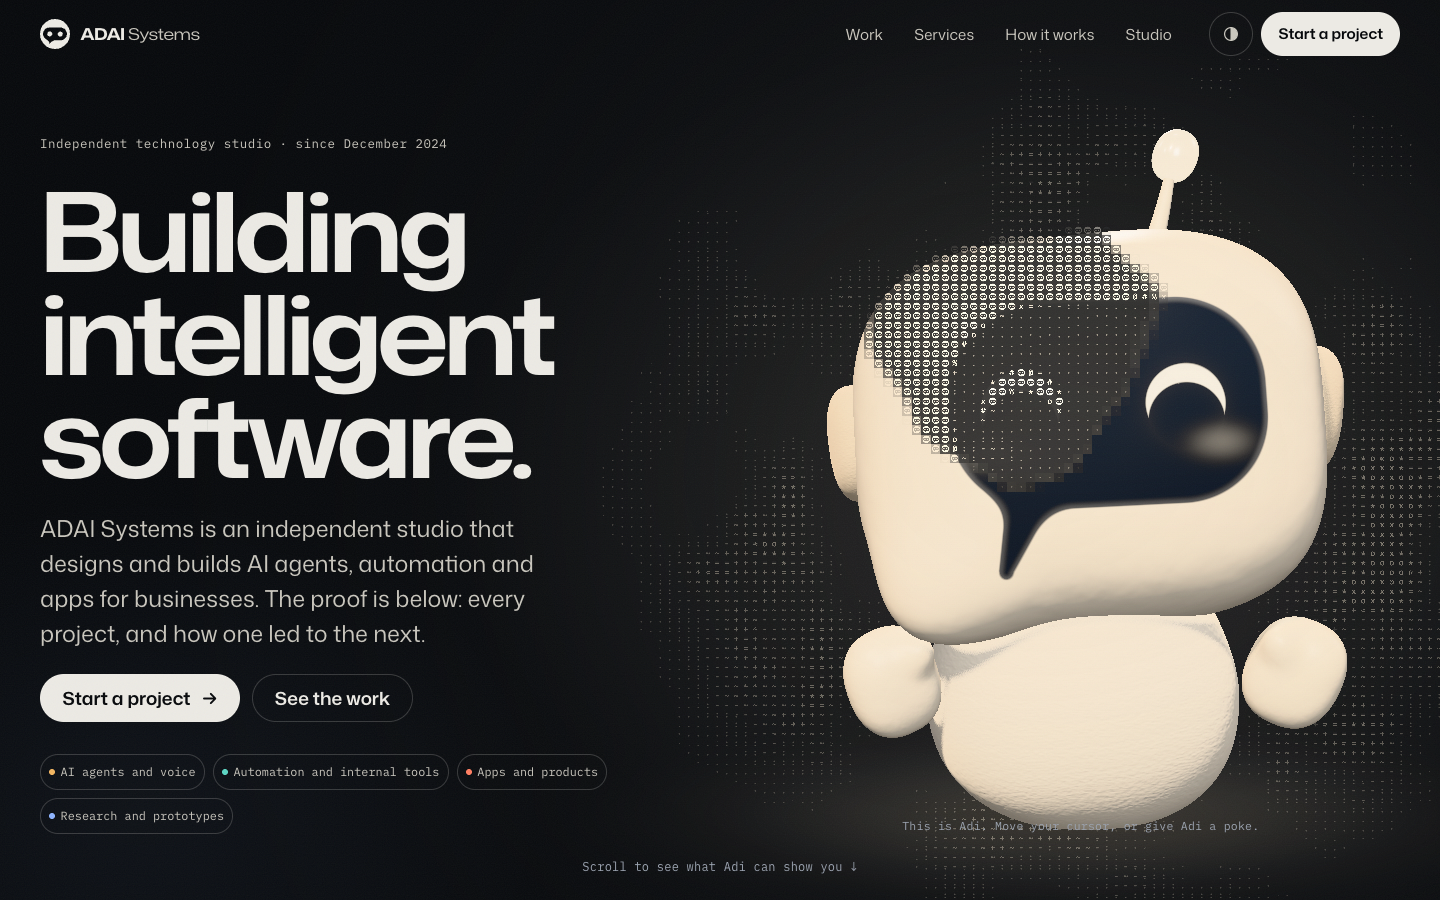 ADAI Systems
Work
Services
How it works
Studio
Start a project
Independent technology studio · since December 2024
Building
intelligent
software.
ADAI Systems is an independent studio that
designs and builds AI agents, automation and
apps for businesses. The proof is below: every
project, and how one led to the next.
Start a project →
See the work
AI agents and voice
Automation and internal tools
Apps and products
Research and prototypes
This is Adi. Move your cursor, or give Adi a poke.
Scroll to see what Adi can show you ↓